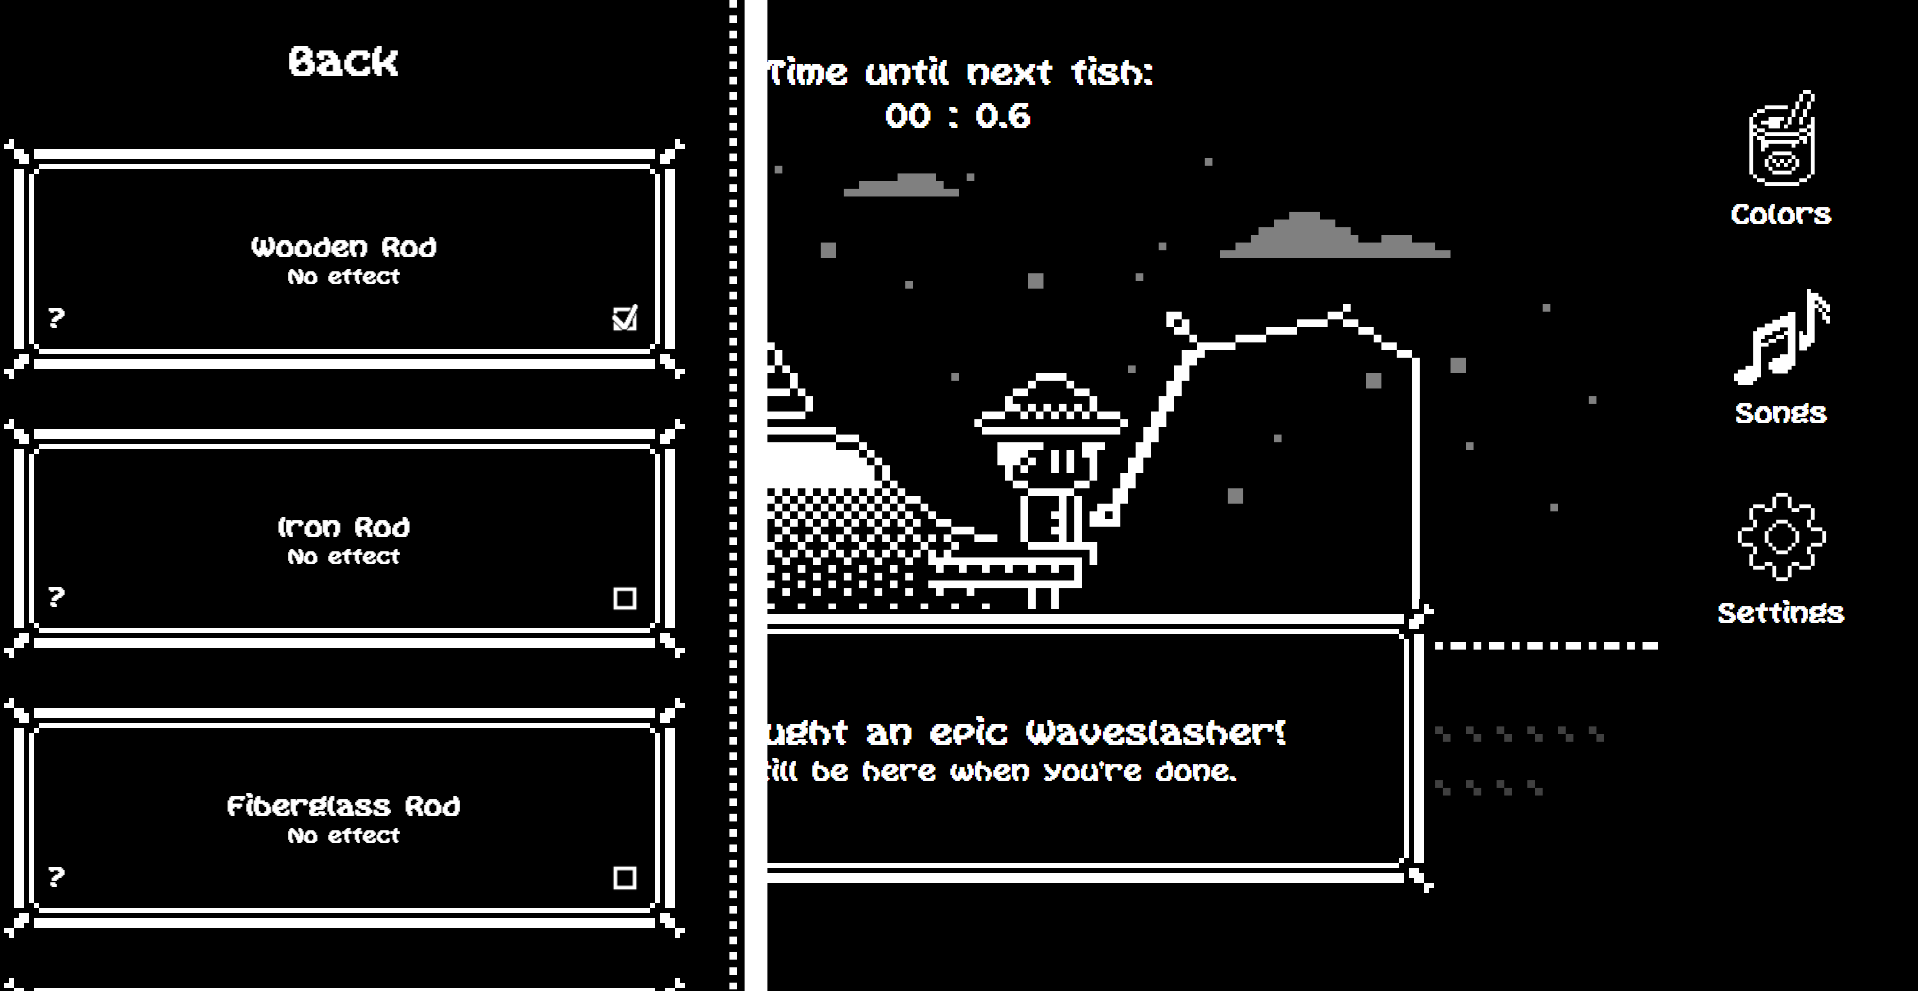 Back
Wooden Rod
No effect
?
Iron Rod
No effect
?
Fiberglass Rod
No effect
?
Time until next fish:
00 : 0.6
ught an epic Waveslasher!
till be here when you're done.
Colors
Songs
Settings